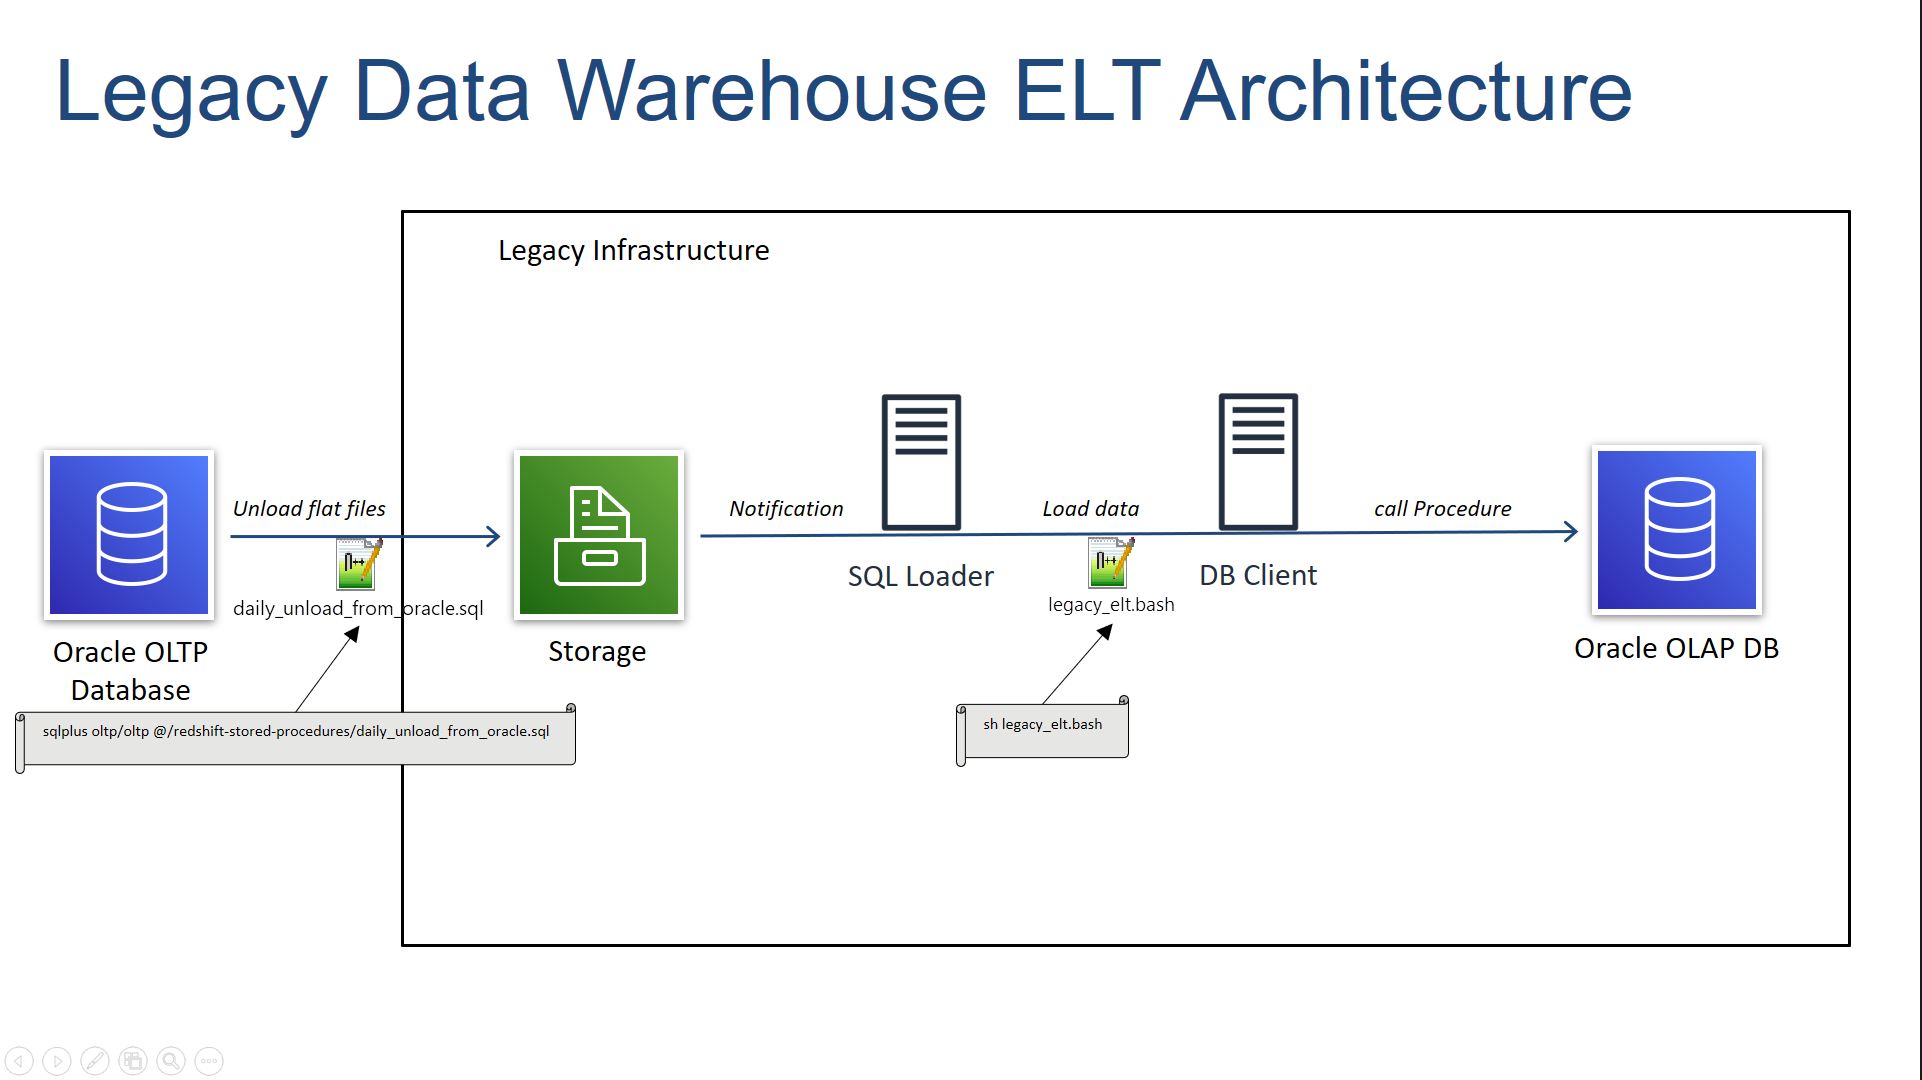 Legacy Data Warehouse ELT Architecture
Legacy Infrastructure
Unload flat files
Notification
Load data
call Procedure
SQL Loader
DB Client
daily_unload_from_oracle.sql
legacy_elt.bash
Oracle OLTP
Database
Storage
Oracle OLAP DB
sqlplus oltp/oltp @/redshift-stored-procedures/daily_unload_from_oracle.sql
sh legacy_elt.bash